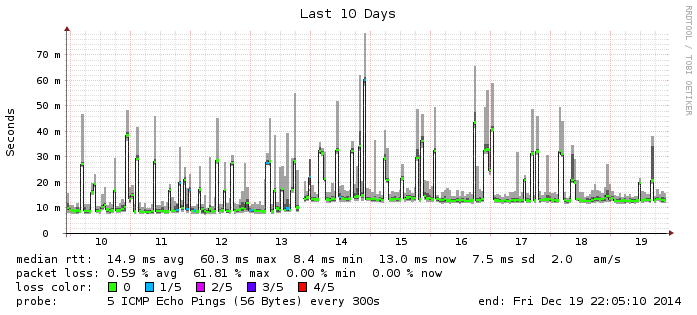 Last 10 Days
RRDTOOL / TOBI OETIKER
Seconds
70 m
60 m
50 m
40 m
30 m
20 m
10 m
0
10 11 12 13 14 15 16 17 18 19
median rtt: 14.9 ms avg 60.3 ms max 8.4 ms min 13.0 ms now 7.5 ms sd 2.0 am/s
packet loss: 0.59 % avg 61.81 % max 0.00 % min 0.00 % now
loss color: 0 1/5 2/5 3/5 4/5
probe: 5 ICMP Echo Pings (56 Bytes) every 300s end: Fri Dec 19 22:05:10 2014